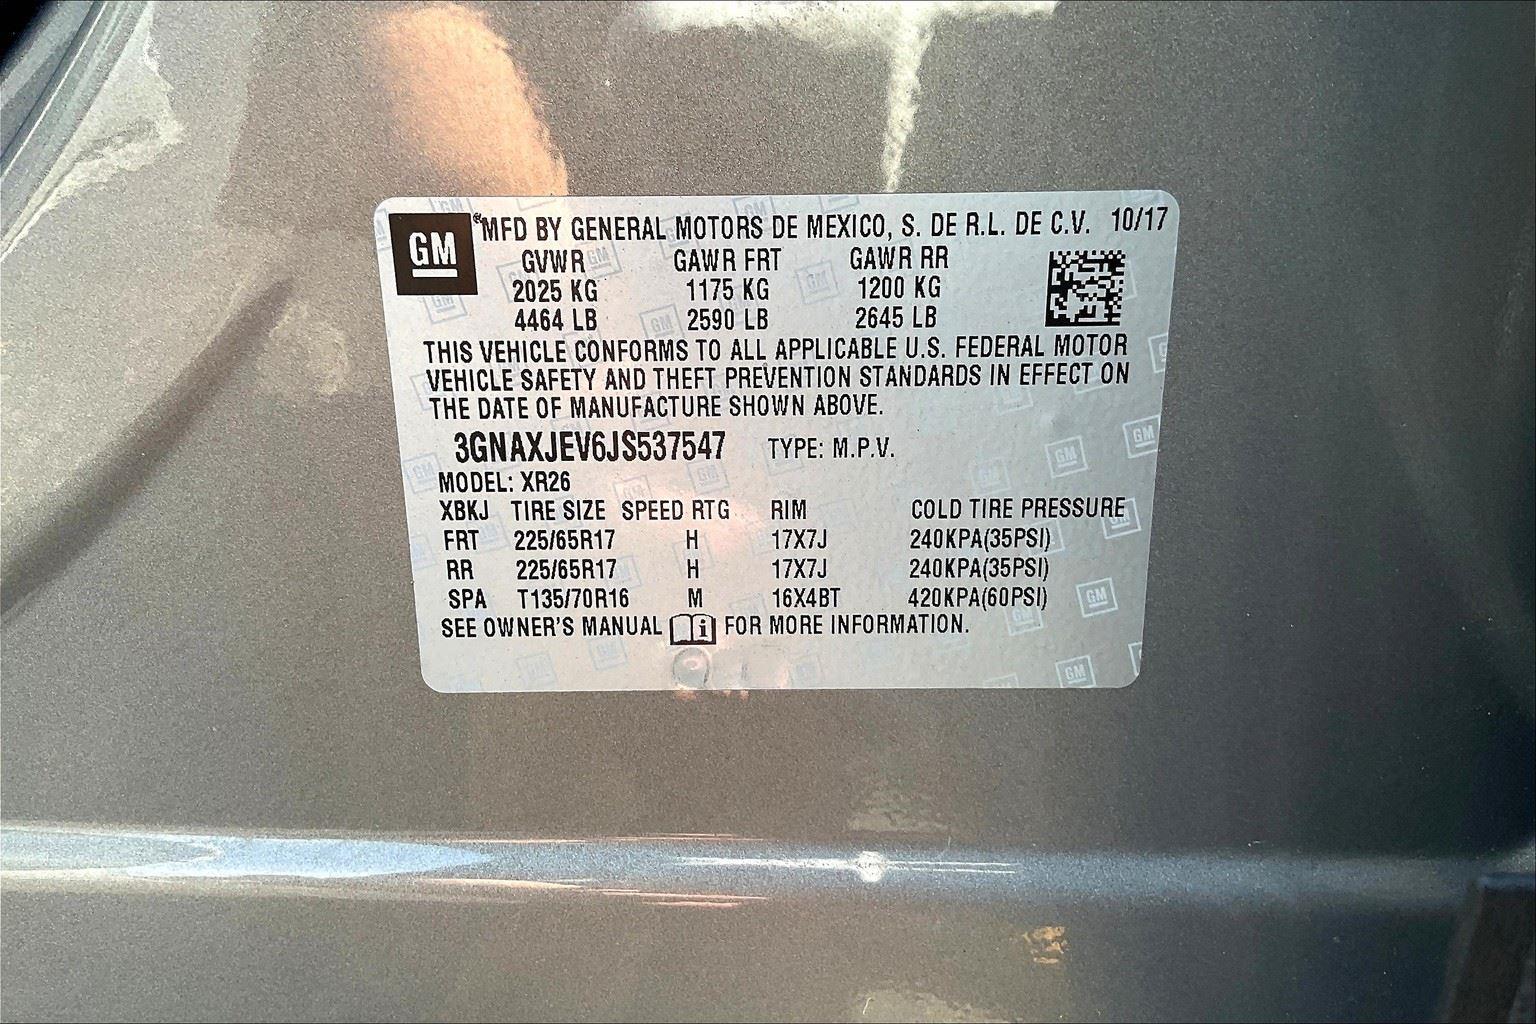 GM ® MFD BY GENERAL MOTORS DE MEXICO, S. DE R.L. DE C.V. 10/17
GVWR GAWR FRT GAWR RR
2025 KG 1175 KG 1200 KG
4464 LB 2590 LB 2645 LB
THIS VEHICLE CONFORMS TO ALL APPLICABLE U.S. FEDERAL MOTOR
VEHICLE SAFETY AND THEFT PREVENTION STANDARDS IN EFFECT ON
THE DATE OF MANUFACTURE SHOWN ABOVE.
3GNAXJEV6JS537547 TYPE: M.P.V.
MODEL: XR26
XBKJ TIRE SIZE SPEED RTG RIM COLD TIRE PRESSURE
FRT 225/65R17 H 17X7J 240KPA(35PSI)
RR 225/65R17 H 17X7J 240KPA(35PSI)
SPA T135/70R16 M 16X4BT 420KPA(60PSI)
SEE OWNER'S MANUAL i FOR MORE INFORMATION.